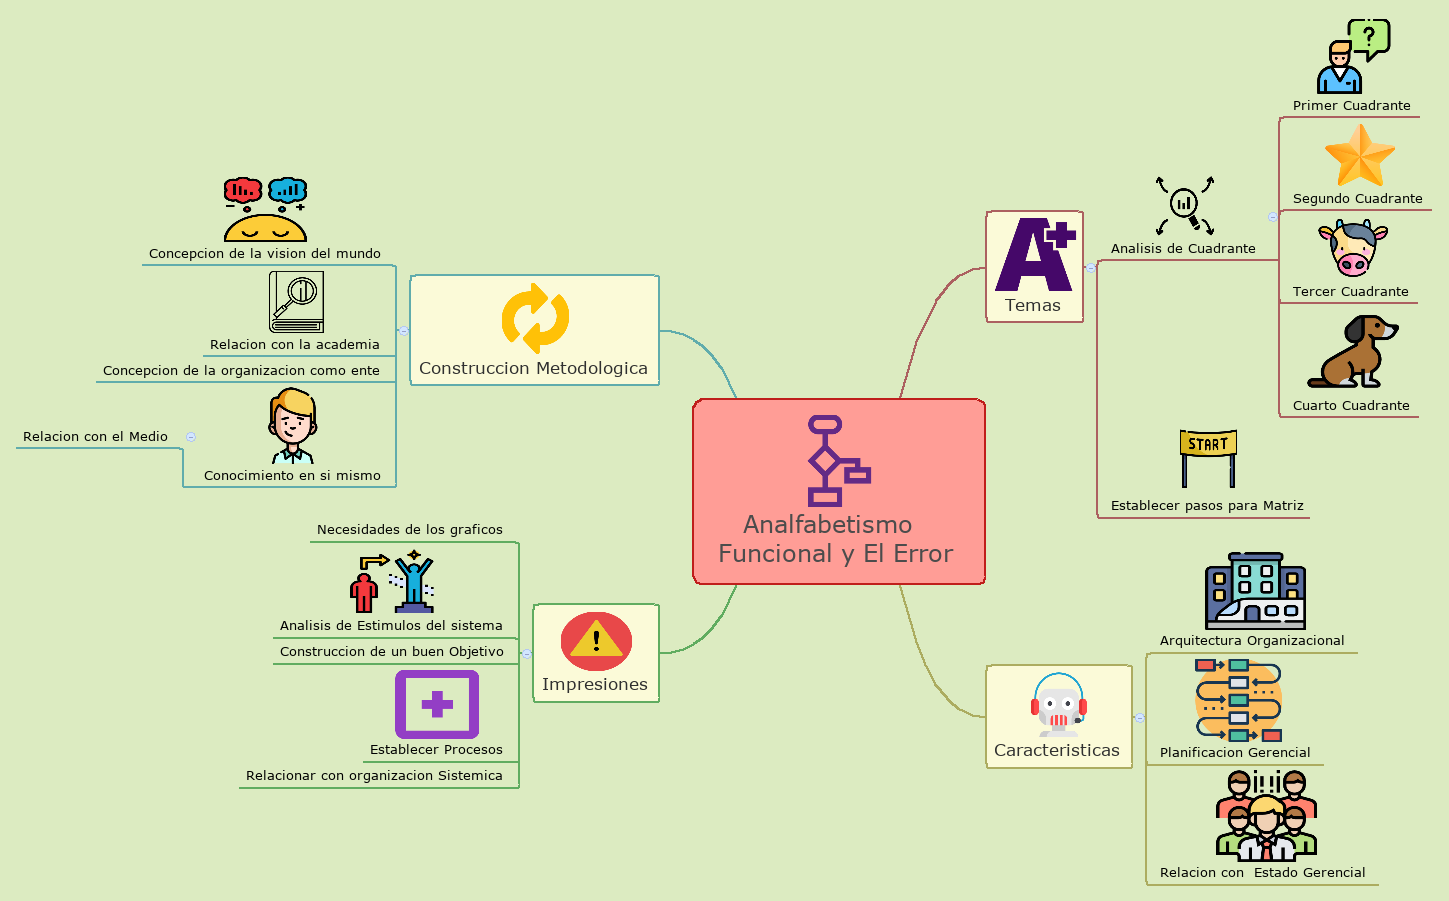 Analfabetismo
Funcional y El Error
Temas
Analisis de Cuadrante
?
Primer Cuadrante
Segundo Cuadrante
Tercer Cuadrante
Cuarto Cuadrante
START
Establecer pasos para Matriz
Caracteristicas
Arquitectura Organizacional
Planificacion Gerencial
Relacion con  Estado Gerencial
Construccion Metodologica
Concepcion de la vision del mundo
Relacion con la academia
Concepcion de la organizacion como ente
Conocimiento en si mismo
Relacion con el Medio
Impresiones
Necesidades de los graficos
Analisis de Estimulos del sistema
Construccion de un buen Objetivo
Establecer Procesos
Relacionar con organizacion Sistemica